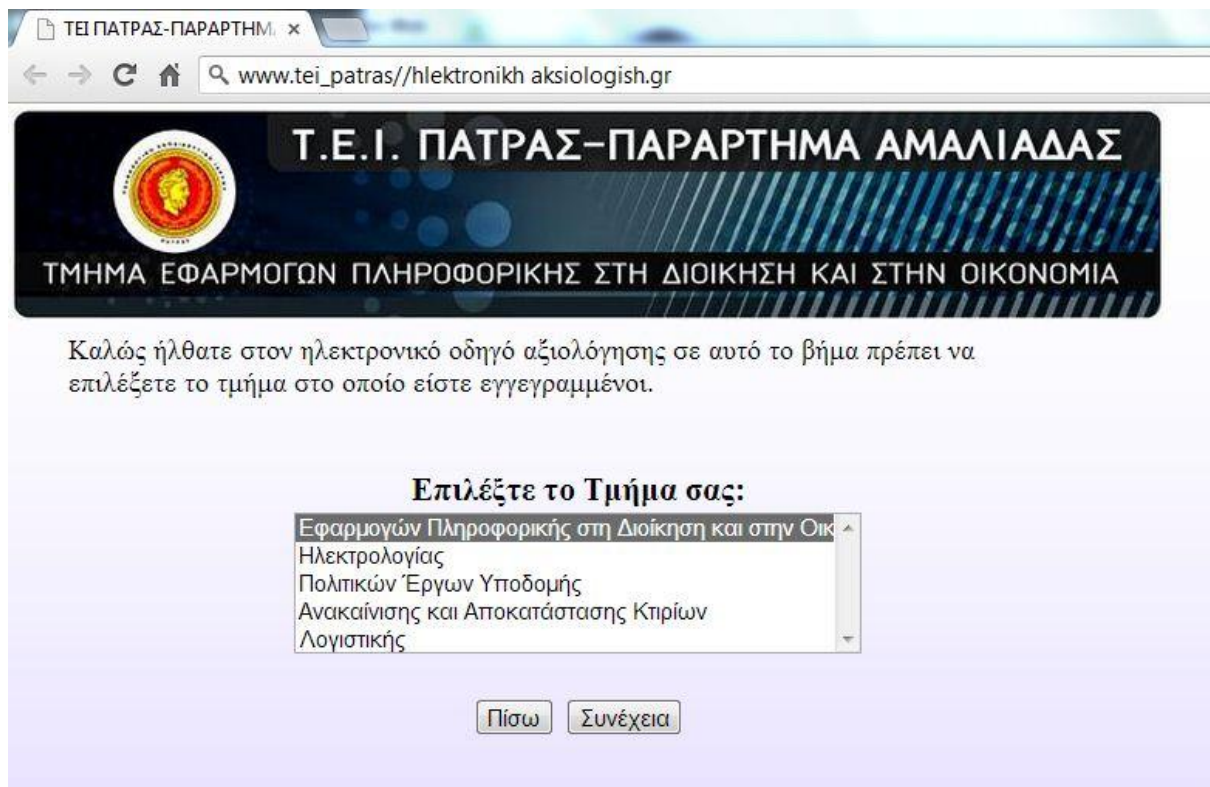 ΤΕΙ ΠΑΤΡΑΣ-ΠΑΡΑΡΤΗΜ
www.tei_patras//hlektronikh aksiologish.gr
Τ.Ε.Ι. ΠΑΤΡΑΣ-ΠΑΡΑΡΤΗΜΑ ΑΜΑΛΙΑΔΑΣ
ΤΜΗΜΑ ΕΦΑΡΜΟΓΩΝ ΠΛΗΡΟΦΟΡΙΚΗΣ ΣΤΗ ΔΙΟΙΚΗΣΗ ΚΑΙ ΣΤΗΝ ΟΙΚΟΝΟΜΙΑ
Καλώς ήλθατε στον ηλεκτρονικό οδηγό αξιολόγησης σε αυτό το βήμα πρέπει να
επιλέξετε το τμήμα στο οποίο είστε εγγεγραμμένοι.
Επιλέξτε το Τμήμα σας:
Εφαρμογών Πληροφορικής στη Διοίκηση και στην Οικ
Ηλεκτρολογίας
Πολιτικών Έργων Υποδομής
Ανακαίνισης και Αποκατάστασης Κτιρίων
Λογιστικής
Πίσω Συνέχεια